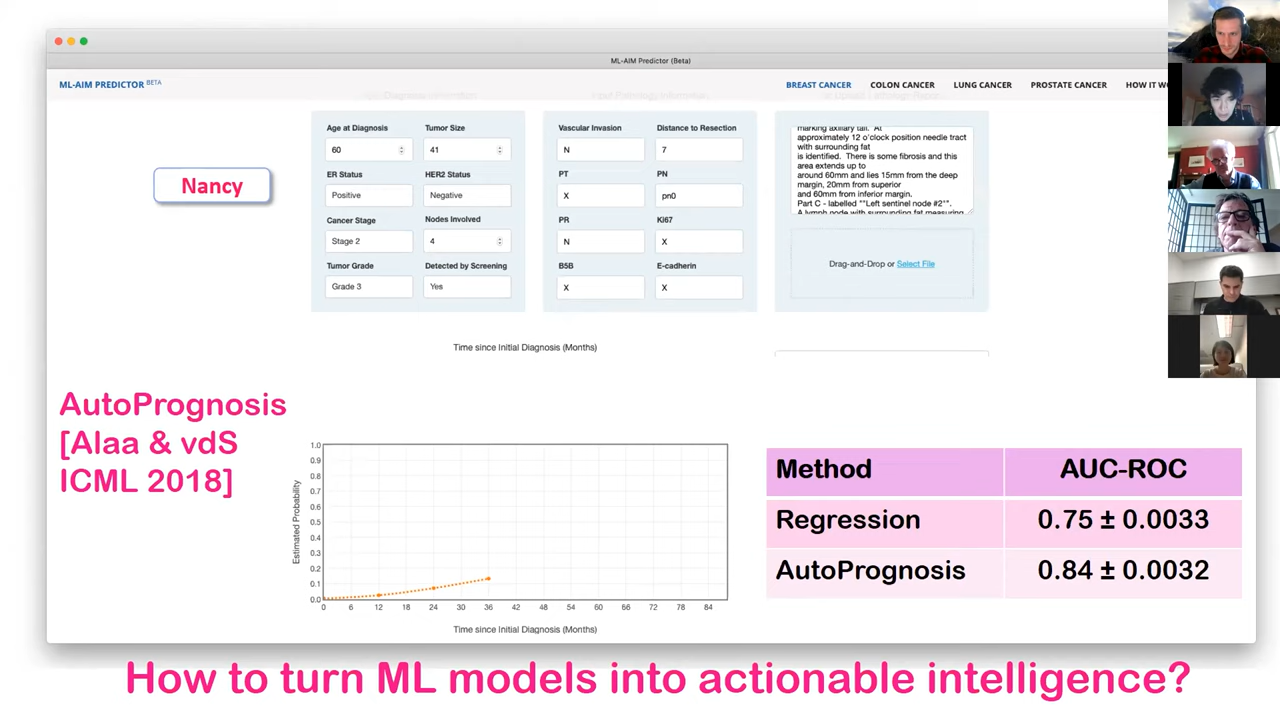 ML-AIM Predictor (Beta)
ML-AIM PREDICTOR BETA
BREAST CANCER COLON CANCER LUNG CANCER PROSTATE CANCER HOW IT WO
Nancy
Age at Diagnosis Tumor Size
60 41
ER Status HER2 Status
Positive Negative
Cancer Stage Nodes Involved
Stage 2 4
Tumor Grade Detected by Screening
Grade 3 Yes
Vascular Invasion Distance to Resection
N 7
PT PN
X pn0
PR Ki67
N X
B5B E-cadherin
X X
marking axillary tail. At
approximately 12 o'clock position needle tract
with surrounding fat
is identified. There is some fibrosis and this
area extends up to
around 60mm from and lies 15mm from the deep
margin, 20mm from superior
and 60mm from inferior margin.
Part C - labelled ""Left sentinel node #2"".
A lymph node with surrounding fat measuring
Drag-and-Drop or Select File
Time since Initial Diagnosis (Months)
AutoPrognosis
[Alaa & vdS
ICML 2018]
Estimated Probability
1.0
0.9
0.8
0.7
0.6
0.5
0.4
0.3
0.2
0.1
0.0
0 6 12 18 24 30 36 42 48 54 60 66 72 78 84
Time since Initial Diagnosis (Months)
Method AUC-ROC
Regression 0.75 ± 0.0033
AutoPrognosis 0.84 ± 0.0032
How to turn ML models into actionable intelligence?